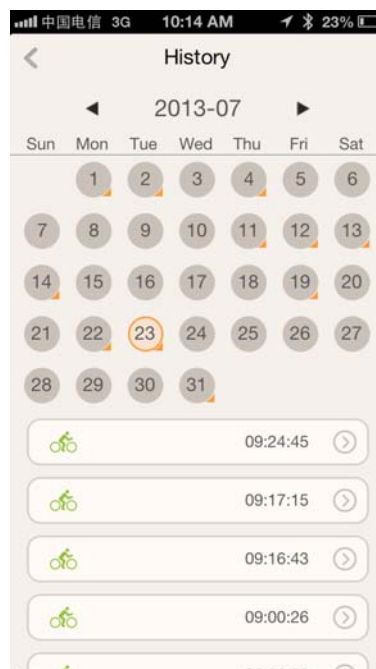 中国电信 3G 10:14 AM 23%
History
2013-07
Sun Mon Tue Wed Thu Fri Sat
1 2 3 4 5 6
7 8 9 10 11 12 13
14 15 16 17 18 19 20
21 22 23 24 25 26 27
28 29 30 31
09:24:45
09:17:15
09:16:43
09:00:26